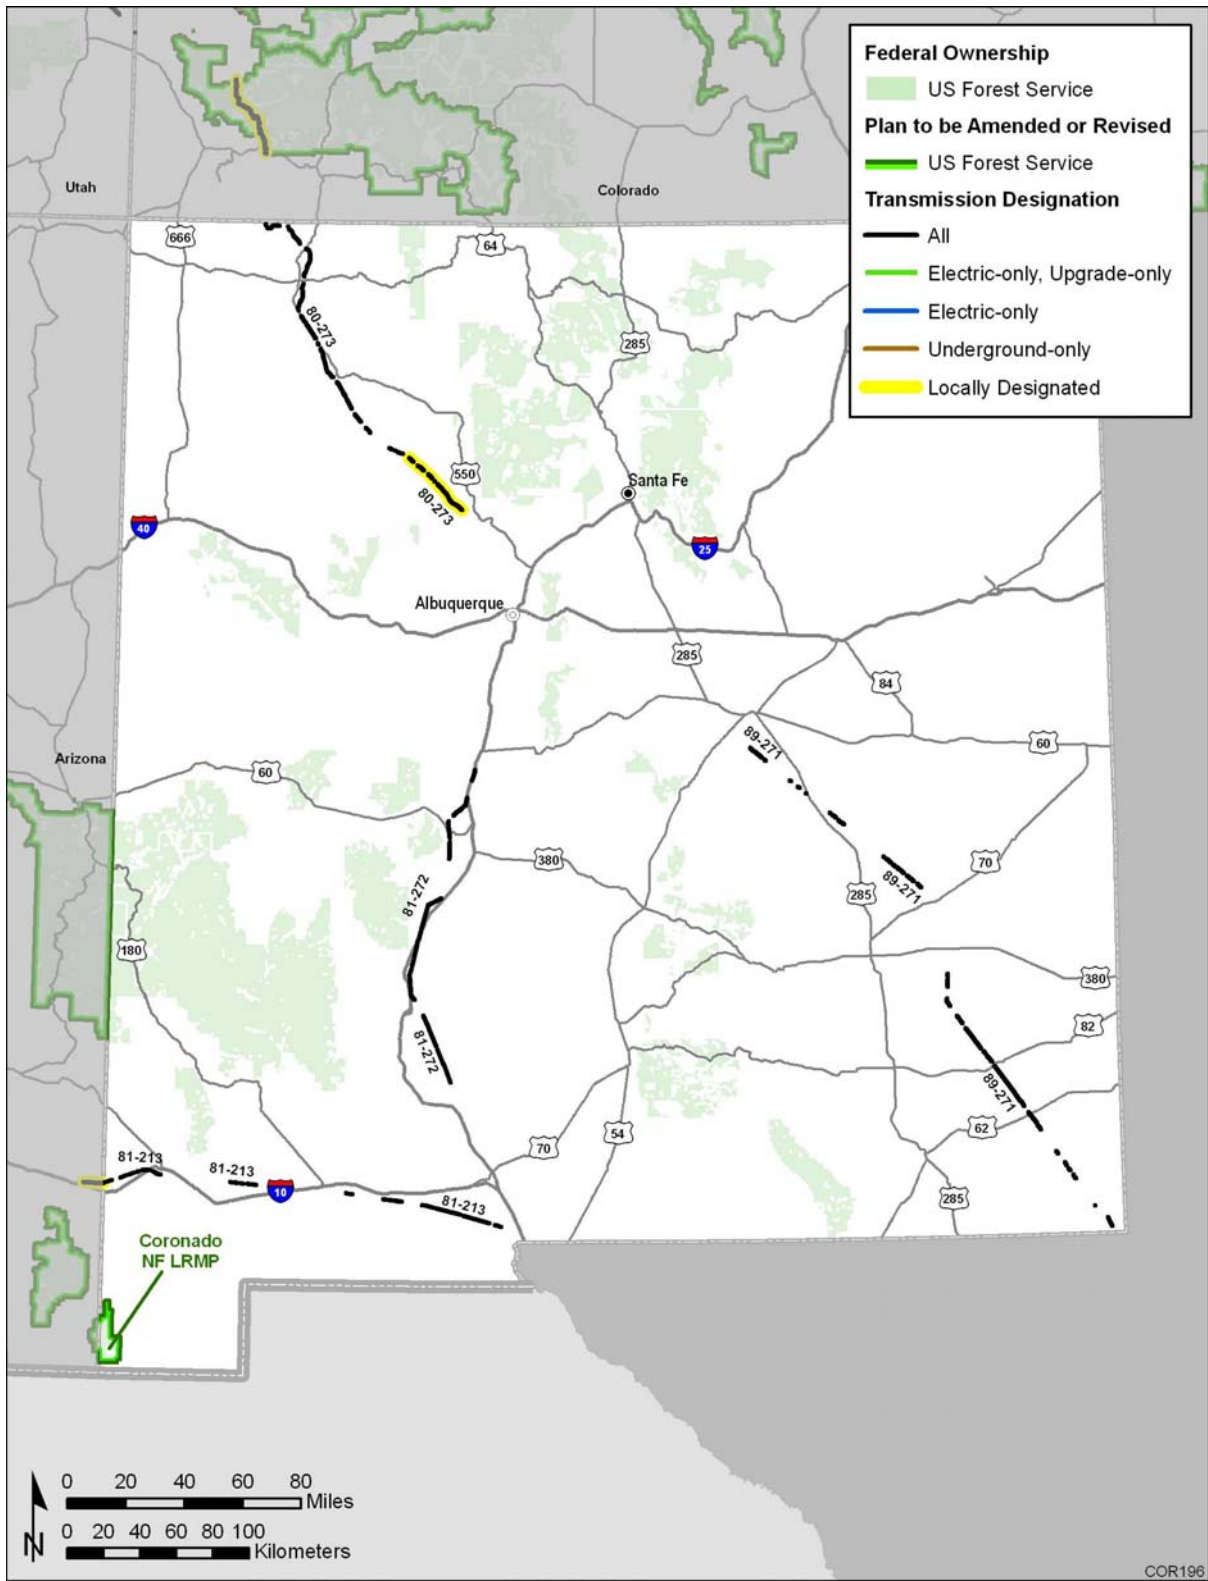 Federal Ownership
US Forest Service
Plan to be Amended or Revised
US Forest Service
Transmission Designation
All
Electric-only, Upgrade-only
Electric-only
Underground-only
Locally Designated
Utah
Colorado
666
64
80-273
285
550
80-273
Santa Fe
40
25
Albuquerque
285
84
89-271
60
Arizona
60
380
70
89-271
81-272
285
180
380
82
81-272
89-271
62
54
70
81-213
81-213
10
81-213
285
Coronado
NF LRMP
0 20 40 60 80
Miles
0 20 40 60 80 100
Kilometers
N
COR196